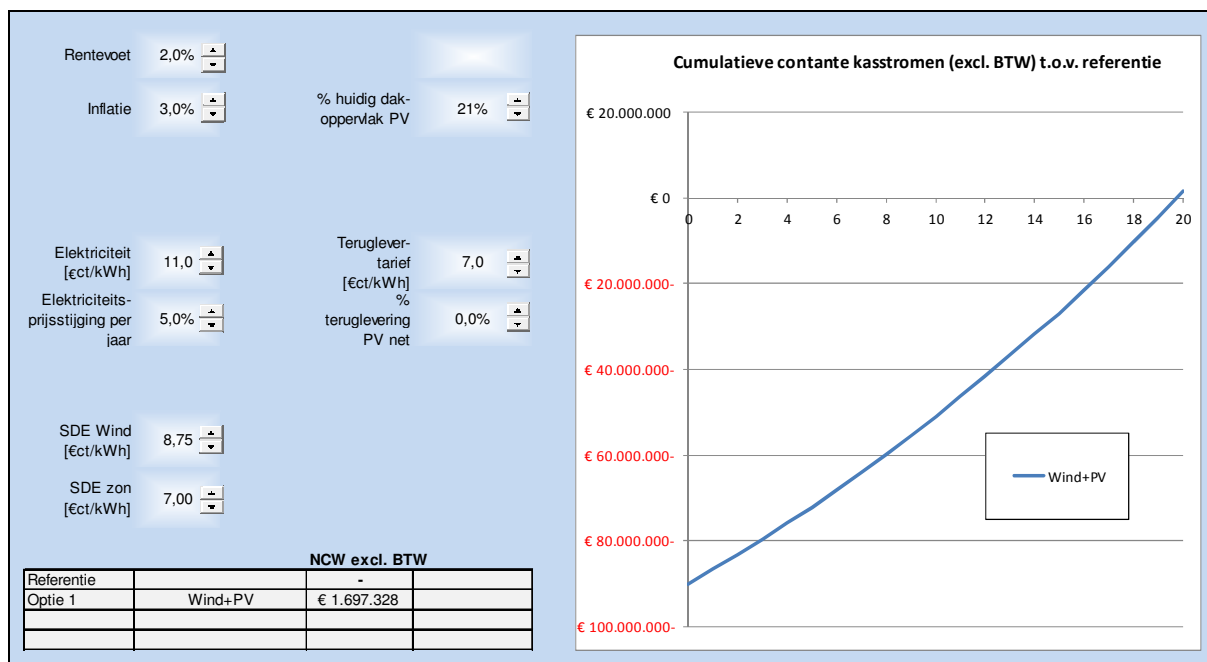 Rentevoet 2,0%
Inflatie 3,0%
% huidig dak-
oppervlak PV 21%
Elektriciteit
[€ct/kWh] 11,0
Elektriciteits-
prijsstijging per
jaar 5,0%
Teruglever-
tarief
[€ct/kWh] 7,0
%
teruglevering
PV net 0,0%
SDE Wind
[€ct/kWh] 8,75
SDE zon
[€ct/kWh] 7,00
NCW excl. BTW
Referentie -
Optie 1 Wind+PV € 1.697.328
Cumulatieve contante kasstromen (excl. BTW) t.o.v. referentie
€ 20.000.000
€ 0
0 2 4 6 8 10 12 14 16 18 20
€ 20.000.000-
€ 40.000.000-
€ 60.000.000-
€ 80.000.000-
€ 100.000.000-
Wind+PV